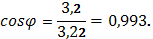 cosφ = 3,2 / 3,22 = 0,993.